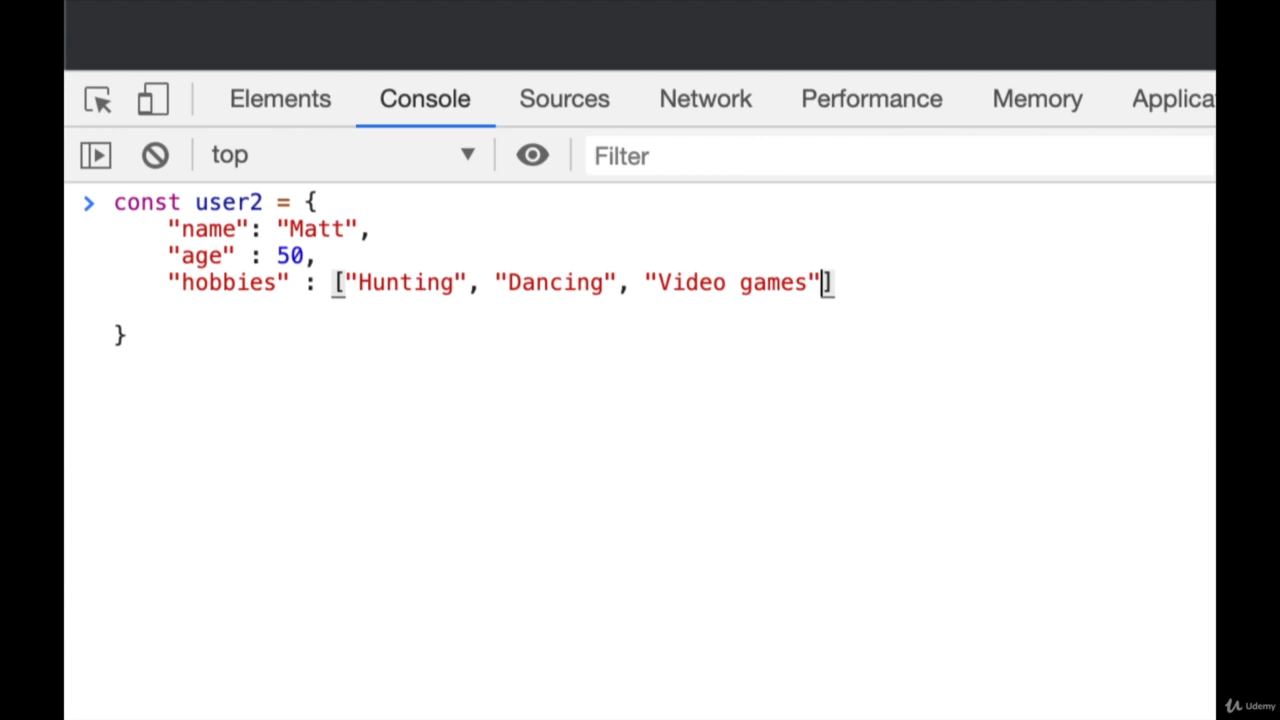 Elements Console Sources Network Performance Memory Applica
top Filter
const user2 = {
    "name": "Matt",
    "age" : 50,
    "hobbies" : ["Hunting", "Dancing", "Video games"]
}
Udemy